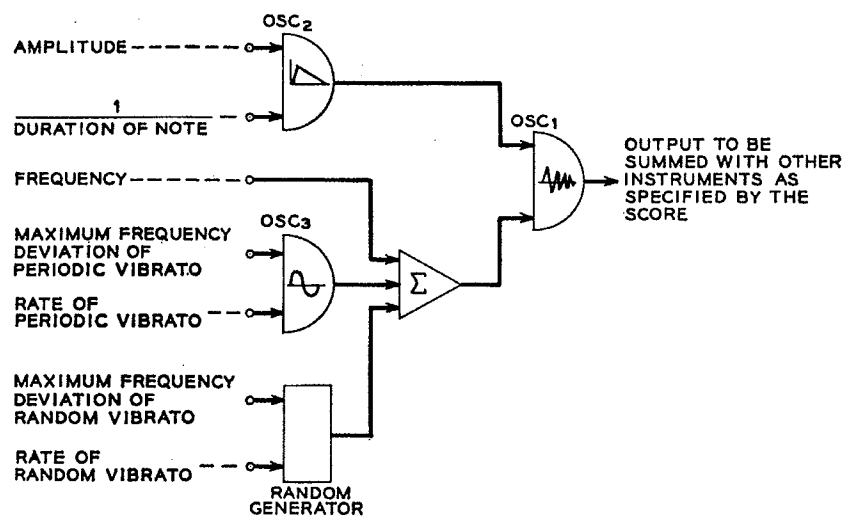 OSC2
AMPLITUDE
1
DURATION OF NOTE
OSC1
OUTPUT TO BE
SUMMED WITH OTHER
INSTRUMENTS AS
SPECIFIED BY THE
SCORE
FREQUENCY
OSC3
MAXIMUM FREQUENCY
DEVIATION OF
PERIODIC VIBRATO
Σ
RATE OF
PERIODIC VIBRATO
MAXIMUM FREQUENCY
DEVIATION OF
RANDOM VIBRATO
RATE OF
RANDOM VIBRATO
RANDOM
GENERATOR